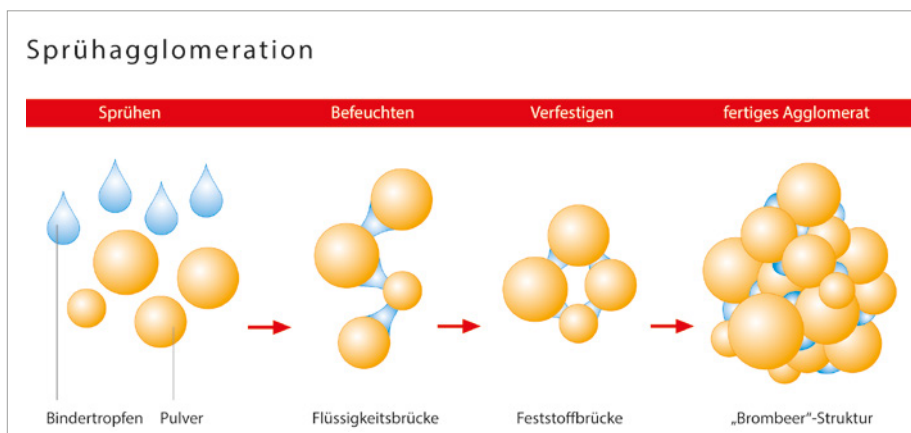 Sprühagglomeration
Sprühen Befeuchten Verfestigen fertiges Agglomerat
Bindertropfen Pulver Flüssigkeitsbrücke Feststoffbrücke „Brombeer“-Struktur